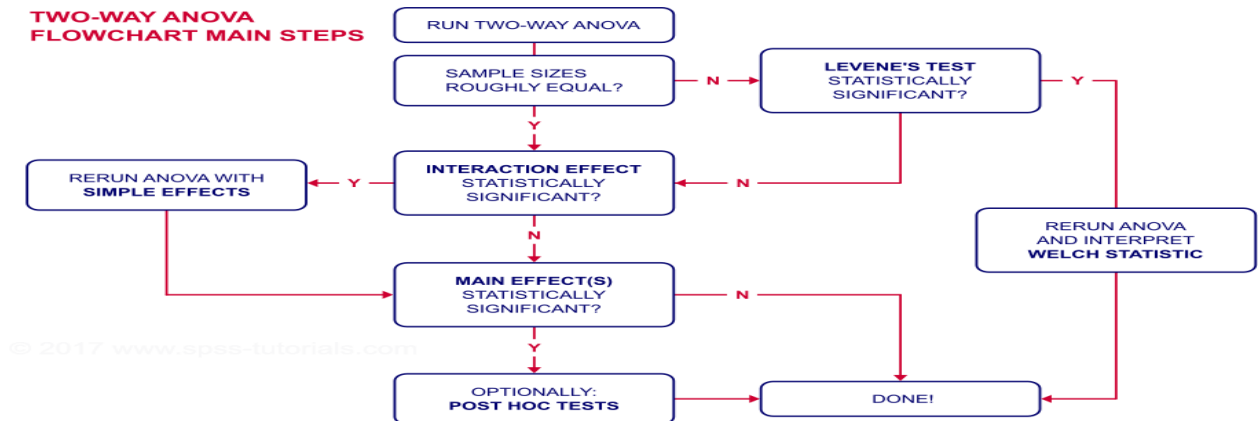 TWO-WAY ANOVA
FLOWCHART MAIN STEPS
RUN TWO-WAY ANOVA
SAMPLE SIZES
ROUGHLY EQUAL?
N
LEVENE'S TEST
STATISTICALLY
SIGNIFICANT?
Y
Y
RERUN ANOVA WITH
SIMPLE EFFECTS
Y
INTERACTION EFFECT
STATISTICALLY
SIGNIFICANT?
N
RERUN ANOVA
AND INTERPRET
WELCH STATISTIC
N
MAIN EFFECT(S)
STATISTICALLY
SIGNIFICANT?
N
© 2017 www.spss-tutorials.com
Y
OPTIONALLY:
POST HOC TESTS
DONE!